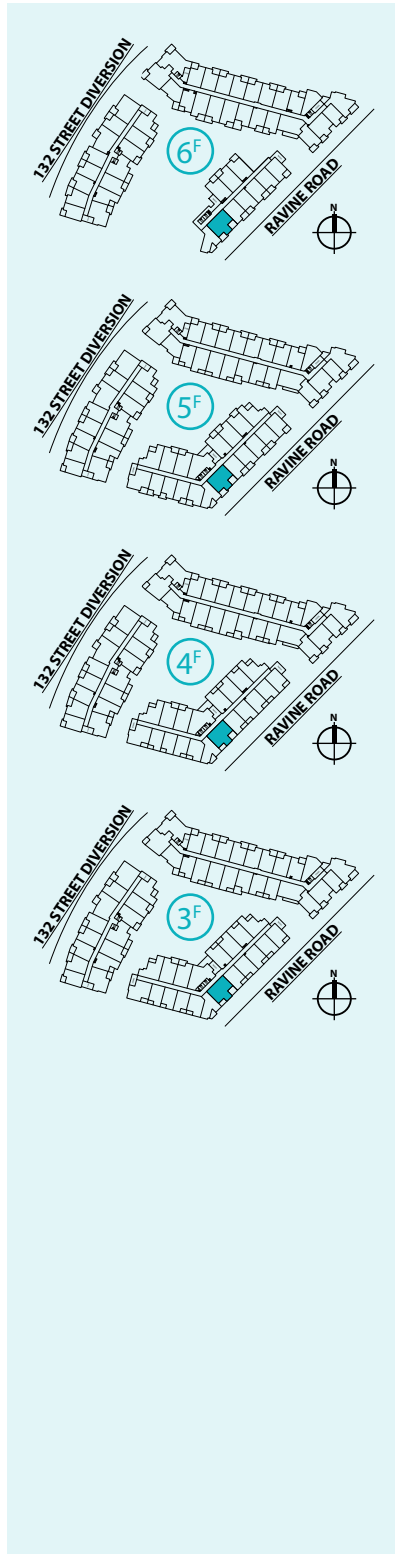 132 STREET DIVERSION
6F
RAVINE ROAD
N
132 STREET DIVERSION
5F
RAVINE ROAD
N
132 STREET DIVERSION
4F
RAVINE ROAD
N
132 STREET DIVERSION
3F
RAVINE ROAD
N